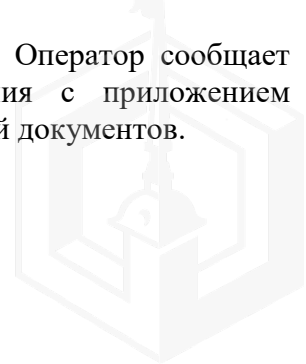 Оператор сообщает
ия с приложением
й документов.